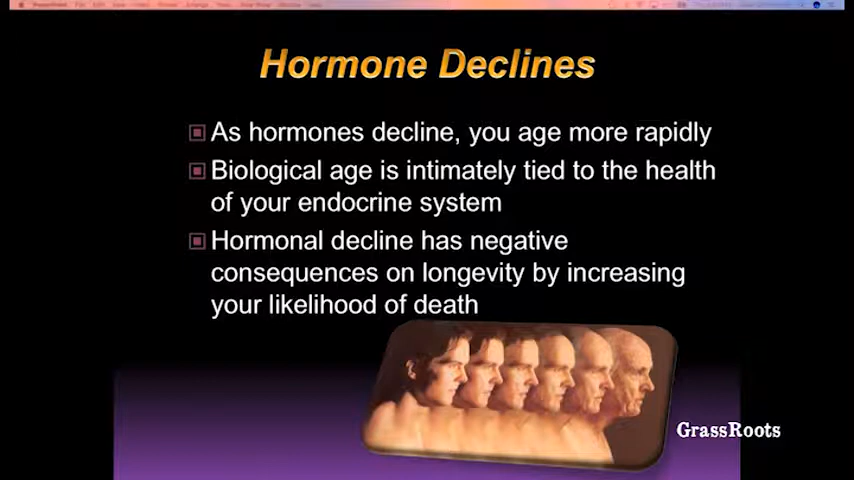 Hormone Declines
As hormones decline, you age more rapidly
Biological age is intimately tied to the health
of your endocrine system
Hormonal decline has negative
consequences on longevity by increasing
your likelihood of death
GrassRoots